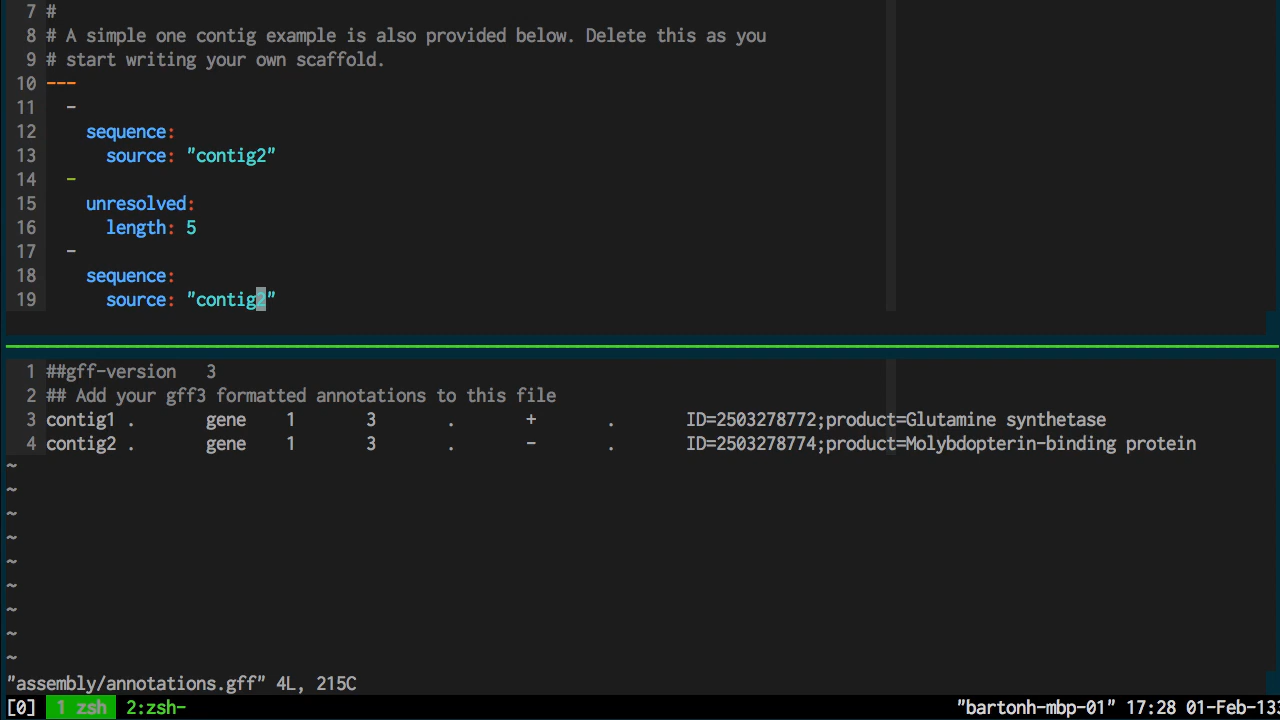 7 #
8 # A simple one contig example is also provided below. Delete this as you
9 # start writing your own scaffold.
10 ---
11   -
12     sequence:
13       source: "contig2"
14   -
15     unresolved:
16       length: 5
17   -
18     sequence:
19       source: "contig2"
1 ##gff-version   3
2 ## Add your gff3 formatted annotations to this file
3 contig1 .       gene    1       3       .       +       .       ID=2503278772;product=Glutamine synthetase
4 contig2 .       gene    1       3       .       -       .       ID=2503278774;product=Molybdopterin-binding protein
~
~
~
~
~
~
~
~
~
"assembly/annotations.gff" 4L, 215C
[0] 1 zsh 2:zsh- "bartonh-mbp-01" 17:28 01-Feb-13